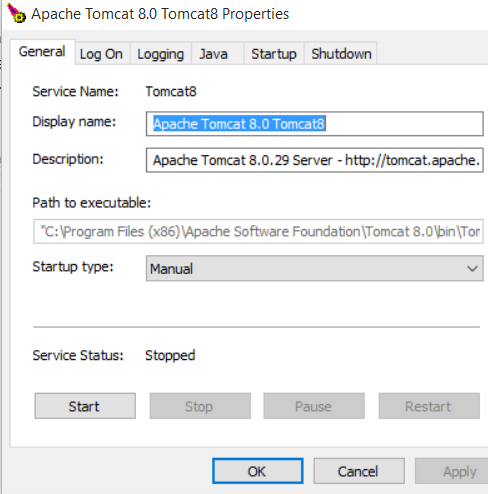 Apache Tomcat 8.0 Tomcat8 Properties
General Log On Logging Java Startup Shutdown
Service Name: Tomcat8
Display name: Apache Tomcat 8.0 Tomcat8
Description: Apache Tomcat 8.0.29 Server - http://tomcat.apache.
Path to executable:
"C:\Program Files (x86)\Apache Software Foundation\Tomcat 8.0\bin\Tom
Startup type: Manual
Service Status: Stopped
Start Stop Pause Restart
OK Cancel Apply